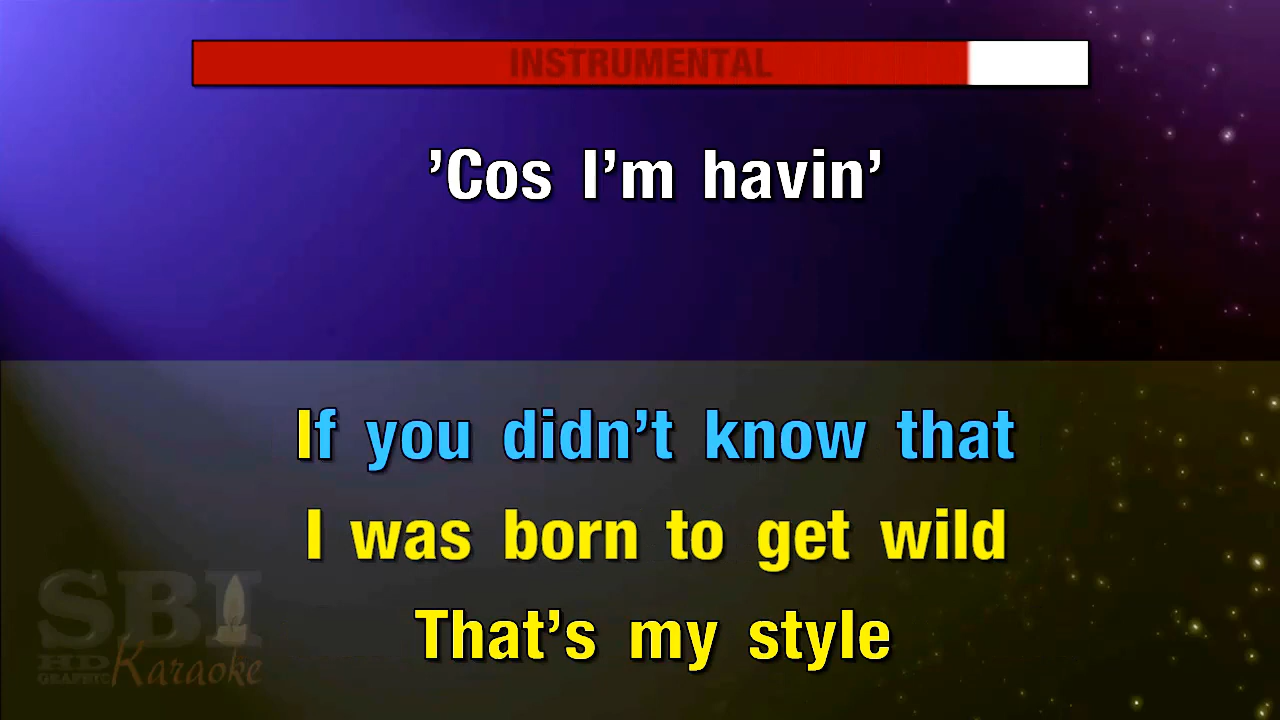 INSTRUMENTAL
’Cos I’m havin’
If you didn’t know that
I was born to get wild
That’s my style
SBI
HD
GRAPHIC Karaoke